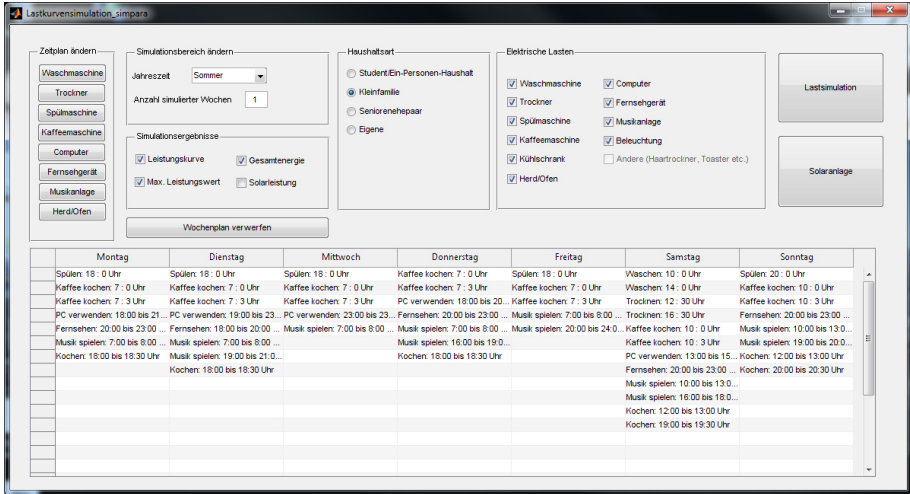 Lastkurvensimulation_simpara
Zeitplan ändern
Waschmaschine
Trockner
Spülmaschine
Kaffeemaschine
Computer
Fernsehgerät
Musikanlage
Herd/Ofen
Simulationsbereich ändern
Jahreszeit Sommer
Anzahl simulierter Wochen 1
Simulationsergebnisse
Leistungskurve Gesamtenergie
Max. Leistungswert Solarleistung
Wochenplan verwerfen
Haushaltsart
Student/Ein-Personen-Haushalt
Kleinfamilie
Seniorenehepaar
Eigene
Elektrische Lasten
Waschmaschine Computer
Trockner Fernsehgerät
Spülmaschine Musikanlage
Kaffeemaschine Beleuchtung
Kühlschrank Andere (Haartrockner, Toaster etc.)
Herd/Ofen
Lastsimulation
Solaranlage
Montag Dienstag Mittwoch Donnerstag Freitag Samstag Sonntag
Spülen: 18 : 0 Uhr Spülen: 18 : 0 Uhr Spülen: 18 : 0 Uhr Kaffee kochen: 7 : 0 Uhr Spülen: 18 : 0 Uhr Waschen: 10 : 0 Uhr Spülen: 20 : 0 Uhr
Kaffee kochen: 7 : 0 Uhr Kaffee kochen: 7 : 0 Uhr Kaffee kochen: 7 : 0 Uhr Kaffee kochen: 7 : 3 Uhr Kaffee kochen: 7 : 0 Uhr Waschen: 14 : 0 Uhr Kaffee kochen: 10 : 0 Uhr
Kaffee kochen: 7 : 3 Uhr Kaffee kochen: 7 : 3 Uhr Kaffee kochen: 7 : 3 Uhr PC verwenden: 18:00 bis 20... Kaffee kochen: 7 : 3 Uhr Trocknen: 12 : 30 Uhr Kaffee kochen: 10 : 3 Uhr
PC verwenden: 18:00 bis 21... PC verwenden: 19:00 bis 23... PC verwenden: 23:00 bis 23... Fernsehen: 20:00 bis 23:00 ... Musik spielen: 7:00 bis 8:00 ... Trocknen: 16 : 30 Uhr Fernsehen: 20:00 bis 23:00 ...
Fernsehen: 20:00 bis 23:00 ... Fernsehen: 18:00 bis 20:00 ... Musik spielen: 7:00 bis 8:00 ... Musik spielen: 7:00 bis 8:00 ... Musik spielen: 20:00 bis 24:0... Kaffee kochen: 10 : 0 Uhr Musik spielen: 10:00 bis 13:0...
Musik spielen: 7:00 bis 8:00 ... Musik spielen: 7:00 bis 8:00 ... Musik spielen: 16:00 bis 19:0... Kaffee kochen: 10 : 3 Uhr Musik spielen: 19:00 bis 20:0...
Kochen: 18:00 bis 18:30 Uhr Musik spielen: 19:00 bis 21:0... Kochen: 18:00 bis 18:30 Uhr PC verwenden: 13:00 bis 15... Kochen: 12:00 bis 13:00 Uhr
Kochen: 18:00 bis 18:30 Uhr Fernsehen: 20:00 bis 23:00 ... Kochen: 20:00 bis 20:30 Uhr
Musik spielen: 10:00 bis 13:0...
Musik spielen: 16:00 bis 18:0...
Kochen: 12:00 bis 13:00 Uhr
Kochen: 19:00 bis 19:30 Uhr